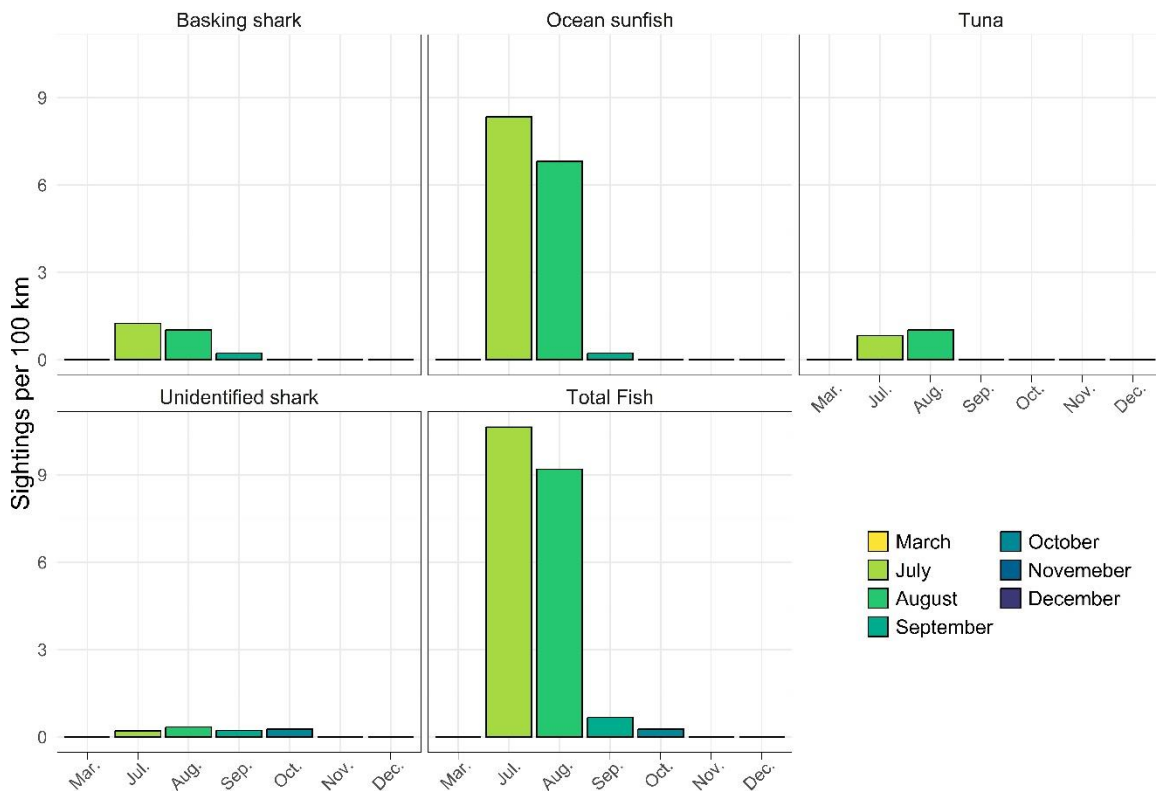 Basking shark
Ocean sunfish
Tuna
9
6
3
0
Sightings per 100 km
Mar.
Jul.
Aug.
Sep.
Oct.
Nov.
Dec.
Unidentified shark
Total Fish
9
6
3
0
Mar.
Jul.
Aug.
Sep.
Oct.
Nov.
Dec.
Mar.
Jul.
Aug.
Sep.
Oct.
Nov.
Dec.
March
July
August
September
October
Novemeber
December